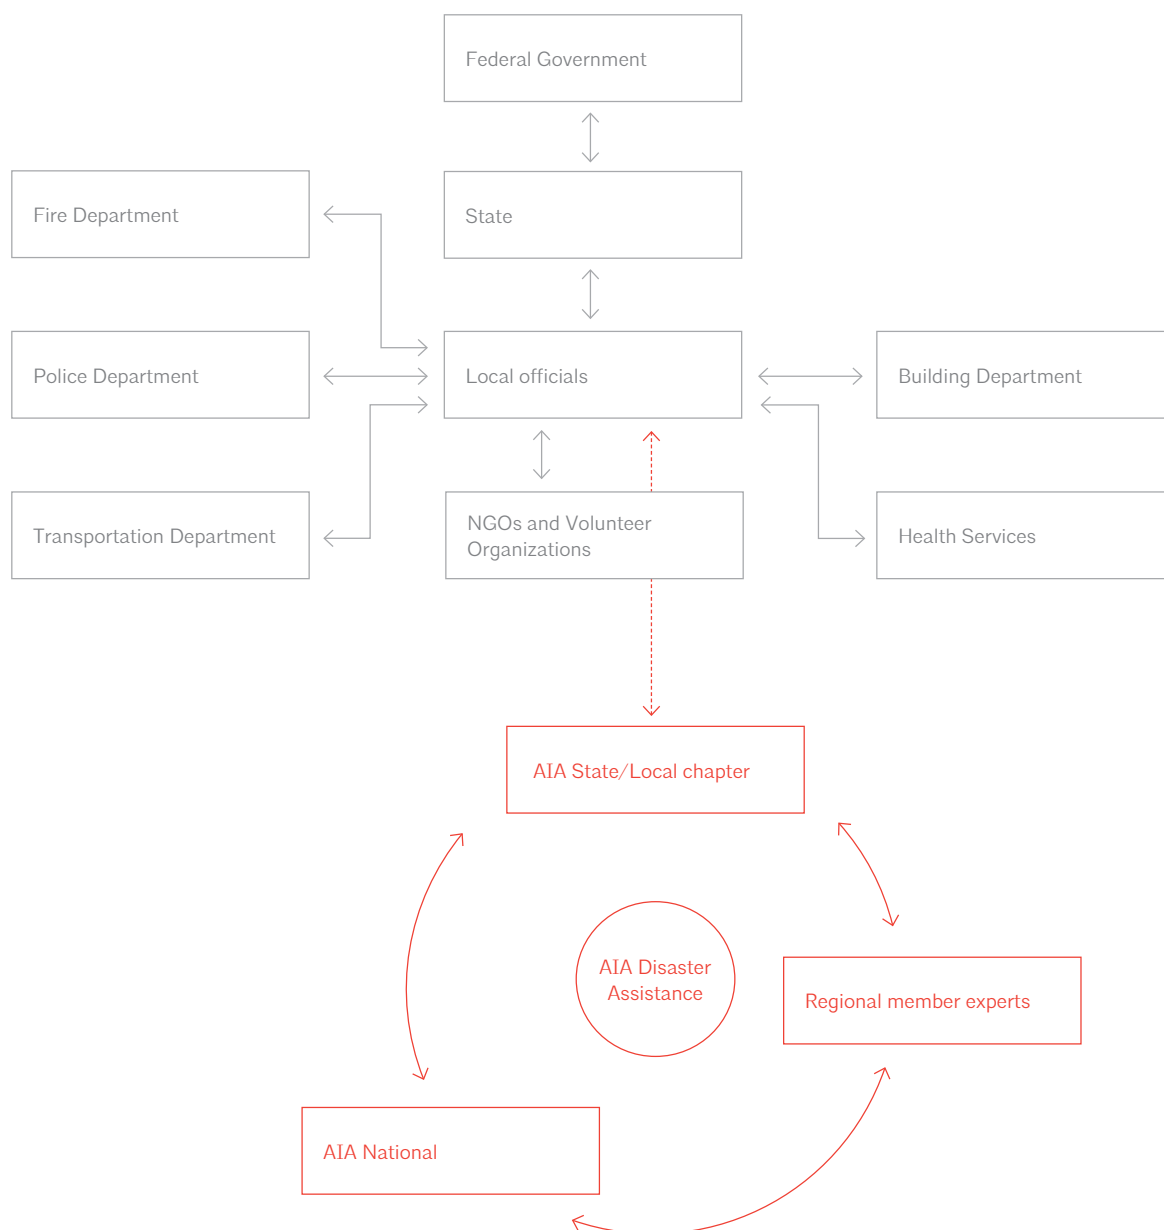 Federal Government
Fire Department
State
Police Department
Local officials
Building Department
Transportation Department
NGOs and Volunteer
Organizations
Health Services
AIA State/Local chapter
AIA Disaster
Assistance
Regional member experts
AIA National